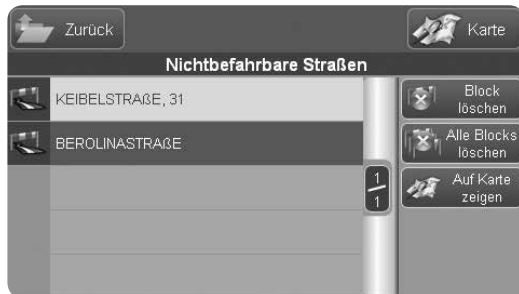 Zurück
Karte
Nichtbefahrbare Straßen
KEIBELSTRAßE, 31
BEROLINASTRAßE
1
1
Block
löschen
Alle Blocks
löschen
Auf Karte
zeigen